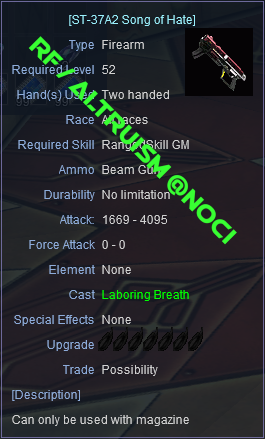 [ST-37A2 Song of Hate]
Type Firearm
Required Level 52
Hand(s) Used Two handed
Race All races
Required Skill RangedSkill GM
Ammo Beam Gun
Durability No limitation
Attack: 1669 - 4095
Force Attack 0 - 0
Element None
Cast Laboring Breath
Special Effects None
Upgrade
Trade Possibility
[Description]
Can only be used with magazine
RF / ALTRUISM @NOCI